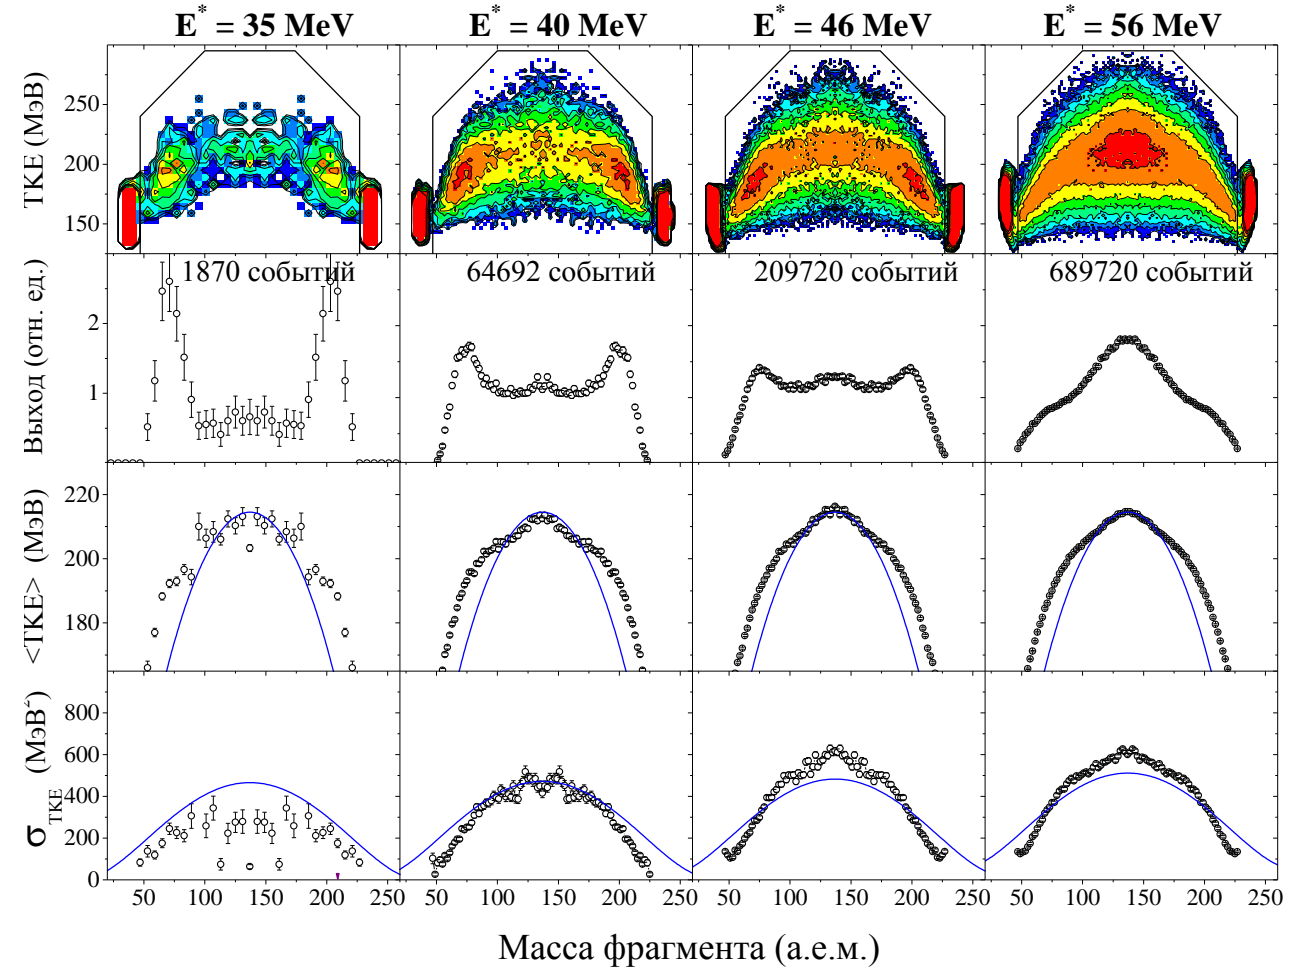 E* = 35 MeV E* = 40 MeV E* = 46 MeV E* = 56 MeV
TKE (МэВ)
250
200
150
1870 событий 64692 событий 209720 событий 689720 событий
Выход (отн. ед.)
2
1
<TKE> (МэВ)
220
200
180
σTKE (МэВ²)
800
600
400
200
0
50 100 150 200 250 50 100 150 200 250 50 100 150 200 250 50 100 150 200 250
Масса фрагмента (а.е.м.)